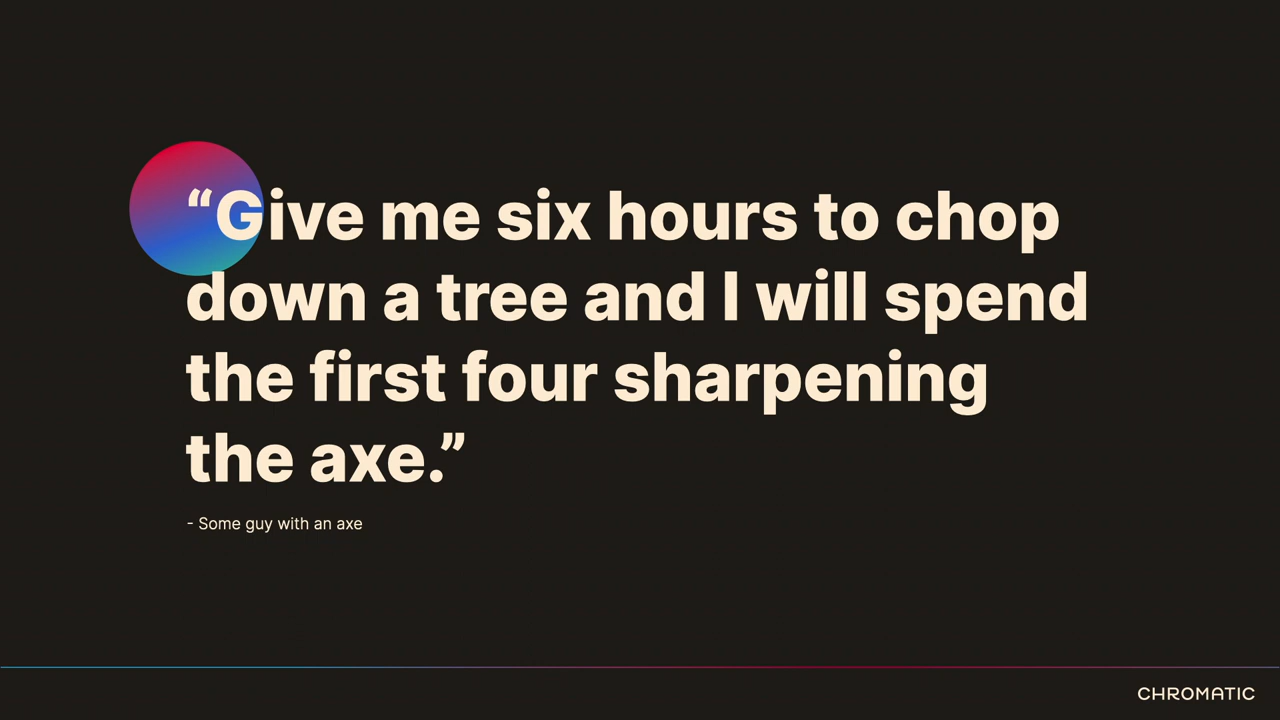 “Give me six hours to chop
down a tree and I will spend
the first four sharpening
the axe.”
- Some guy with an axe
CHROMATIC